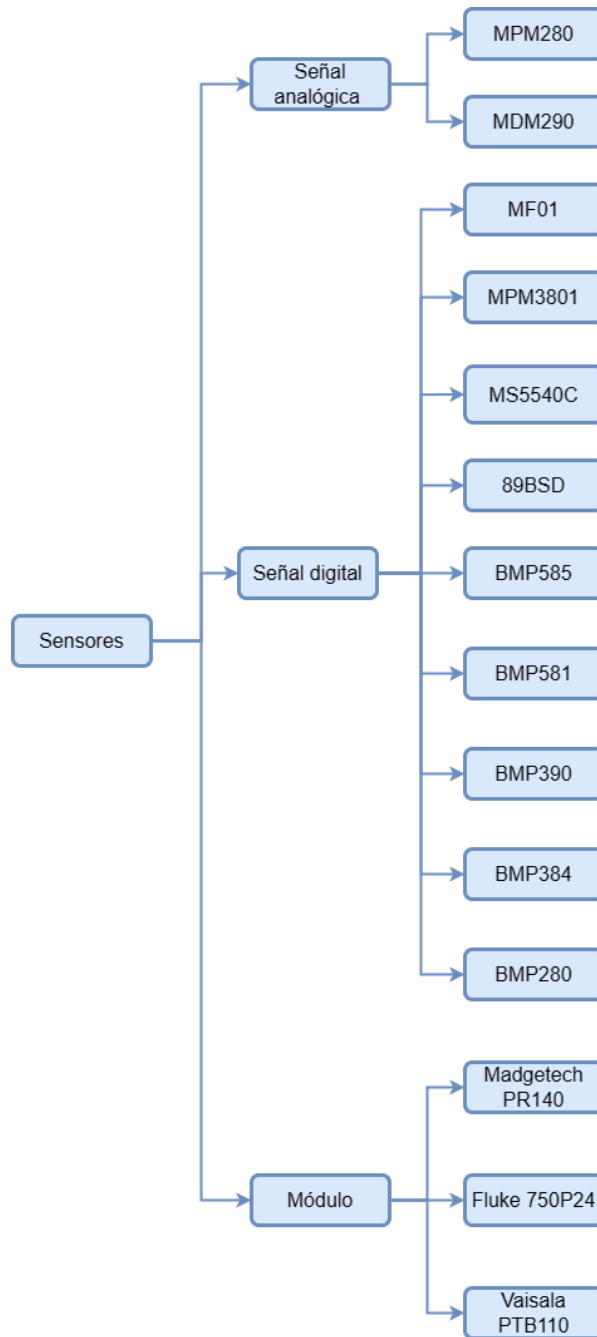 MPM280
Señal
analógica
MDM290
MF01
MPM3801
MS5540C
89BSD
Señal digital
BMP585
Sensores
BMP581
BMP390
BMP384
BMP280
Madgetech
PR140
Módulo
Fluke 750P24
Vaisala
PTB110